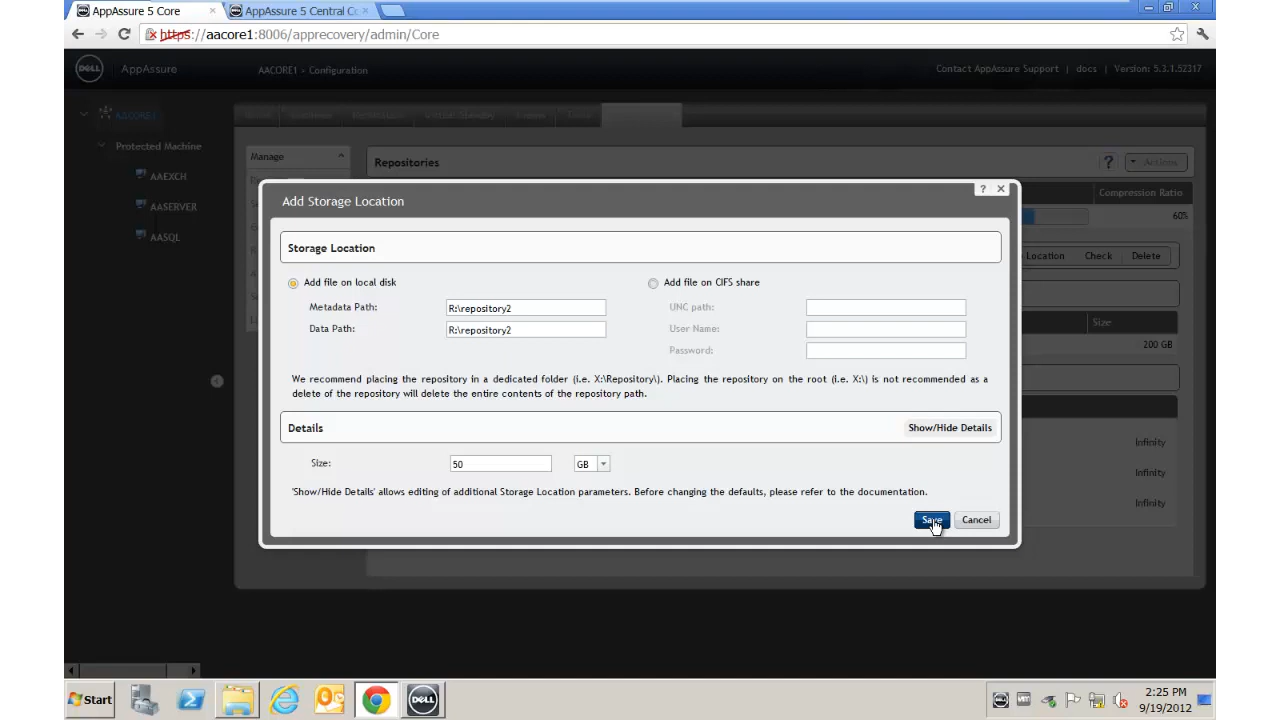 AppAssure 5 Core
AppAssure 5 Central Co
https://aacore1:8006/apprecovery/admin/Core
DELL
AppAssure
AACORE1 - Configuration
Contact AppAssure Support | docs | Version: 5.3.1.52317
AACORE1
Virtual Standby
Protected Machine
Manage
Repositories
?
Actions
AAEXCH
AASERVER
AASQL
Compression Ratio
60%
Location
Check
Delete
Size
200 GB
Infinity
Infinity
Infinity
Add Storage Location
?
Storage Location
Add file on local disk
Add file on CIFS share
Metadata Path:
R:\repository2
UNC path:
Data Path:
R:\repository2
User Name:
Password:
We recommend placing the repository in a dedicated folder (i.e. X:\Repository\). Placing the repository on the root (i.e. X:\) is not recommended as a
delete of the repository will delete the entire contents of the repository path.
Details
Show/Hide Details
Size:
50
GB
'Show/Hide Details' allows editing of additional Storage Location parameters. Before changing the defaults, please refer to the documentation.
Save
Cancel
Start
DELL
2:25 PM
9/19/2012